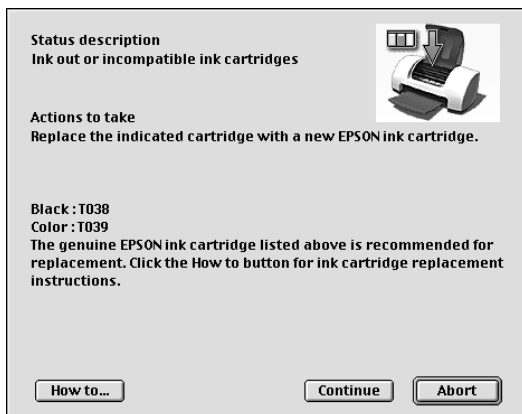 Status description
Ink out or incompatible ink cartridges
Actions to take
Replace the indicated cartridge with a new EPSON ink cartridge.
Black : T038
Color : T039
The genuine EPSON ink cartridge listed above is recommended for
replacement. Click the How to button for ink cartridge replacement
instructions.
How to...
Continue
Abort